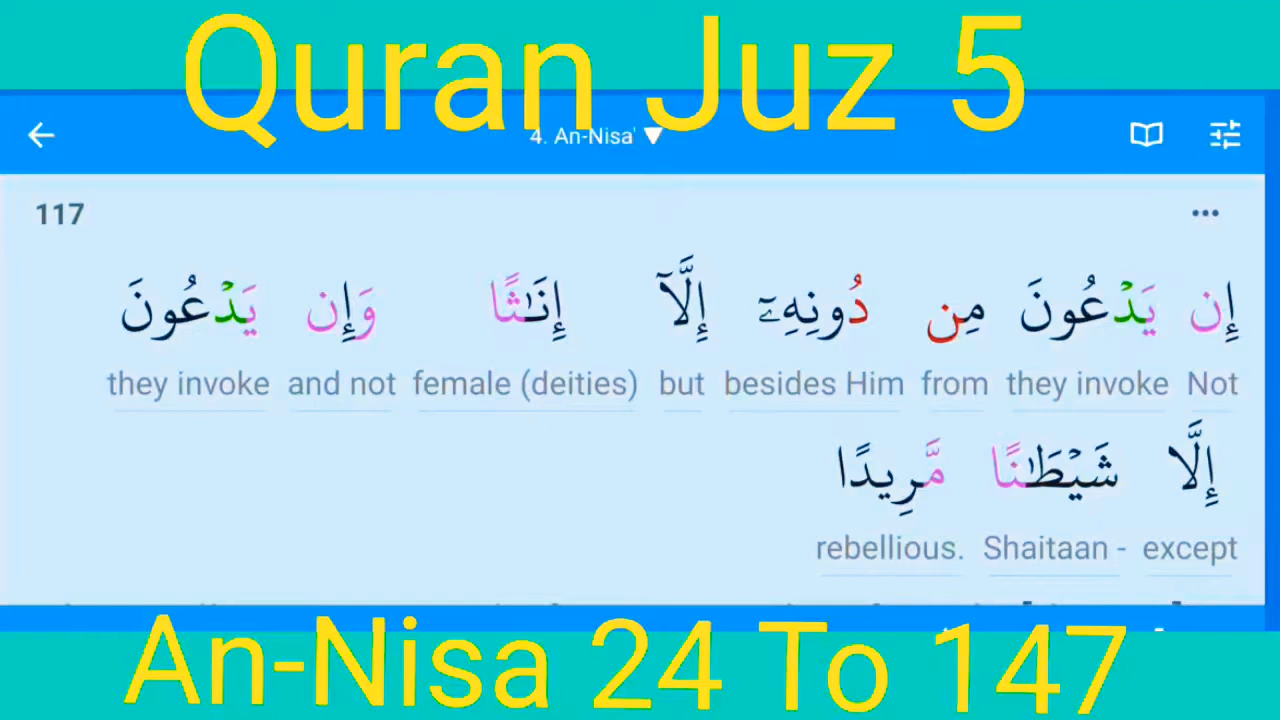 Quran Juz 5
4. An-Nisa' ▼
117
إِن يَدْعُونَ مِن دُونِهِۦٓ إِلَّآ إِنَـٰثًا وَإِن يَدْعُونَ
they invoke and not female (deities) but besides Him from they invoke Not
إِلَّا شَيْطَـٰنًا مَّرِيدًا
rebellious. Shaitaan - except
An-Nisa 24 To 147